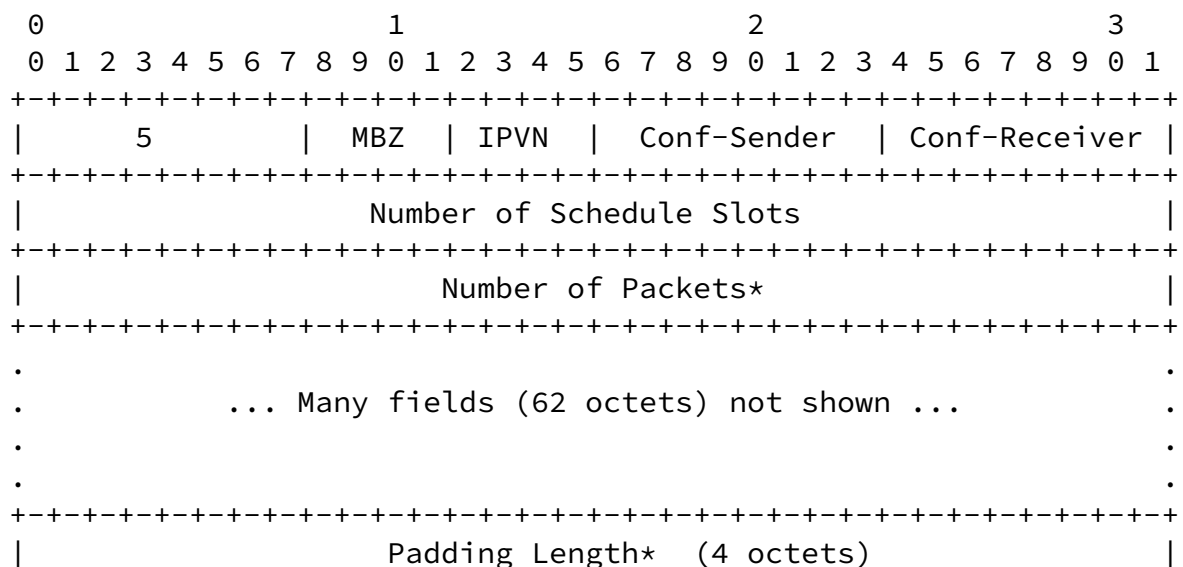 0                   1                   2                   3
0 1 2 3 4 5 6 7 8 9 0 1 2 3 4 5 6 7 8 9 0 1 2 3 4 5 6 7 8 9 0 1
+-+-+-+-+-+-+-+-+-+-+-+-+-+-+-+-+-+-+-+-+-+-+-+-+-+-+-+-+-+-+-+-+
|      5        |  MBZ  | IPVN  |  Conf-Sender  | Conf-Receiver |
+-+-+-+-+-+-+-+-+-+-+-+-+-+-+-+-+-+-+-+-+-+-+-+-+-+-+-+-+-+-+-+-+
|                   Number of Schedule Slots                    |
+-+-+-+-+-+-+-+-+-+-+-+-+-+-+-+-+-+-+-+-+-+-+-+-+-+-+-+-+-+-+-+-+
|                       Number of Packets*                      |
+-+-+-+-+-+-+-+-+-+-+-+-+-+-+-+-+-+-+-+-+-+-+-+-+-+-+-+-+-+-+-+-+
.                                                               .
.           ... Many fields (62 octets) not shown ...           .
.                                                               .
.                                                               .
+-+-+-+-+-+-+-+-+-+-+-+-+-+-+-+-+-+-+-+-+-+-+-+-+-+-+-+-+-+-+-+-+
|                    Padding Length*  (4 octets)                |